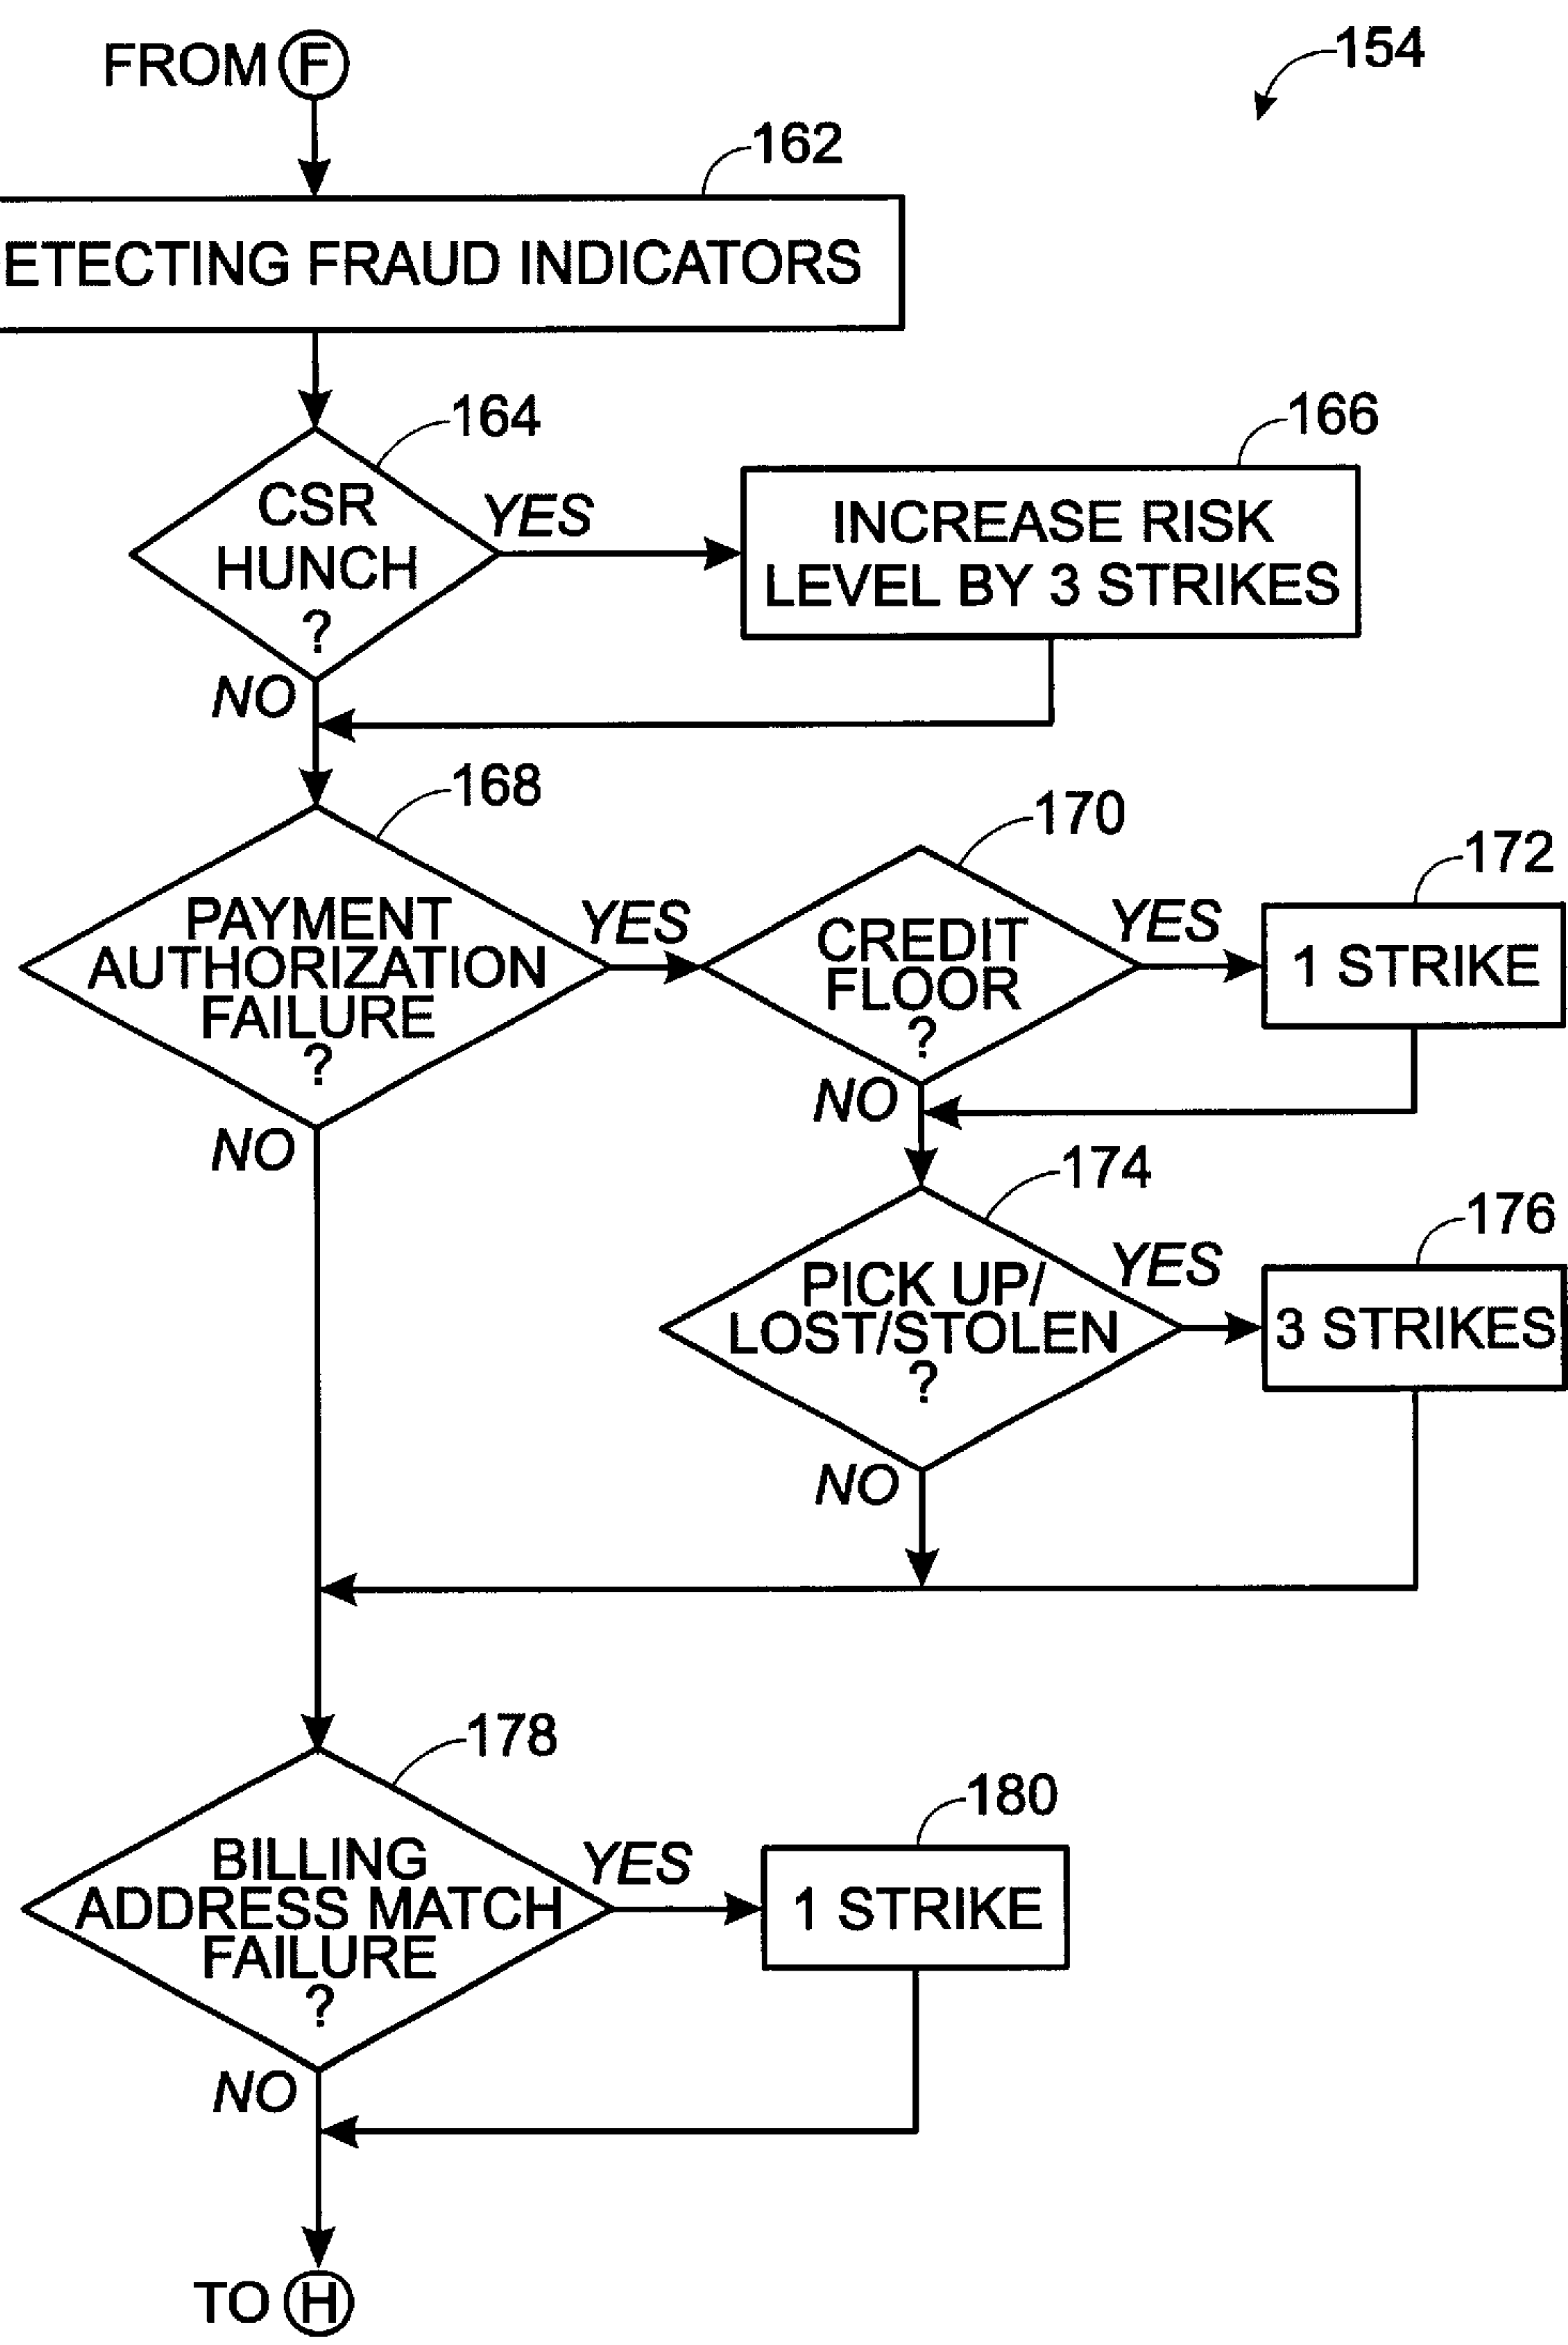 FROM F
154
162
ETECTING FRAUD INDICATORS
164
166
CSR
HUNCH
?
YES
INCREASE RISK
LEVEL BY 3 STRIKES
NO
168
170
172
PAYMENT
AUTHORIZATION
FAILURE
?
YES
CREDIT
FLOOR
?
YES
1 STRIKE
NO
NO
174
176
PICK UP/
LOST/STOLEN
?
YES
3 STRIKES
NO
178
180
BILLING
ADDRESS MATCH
FAILURE
?
YES
1 STRIKE
NO
TO H